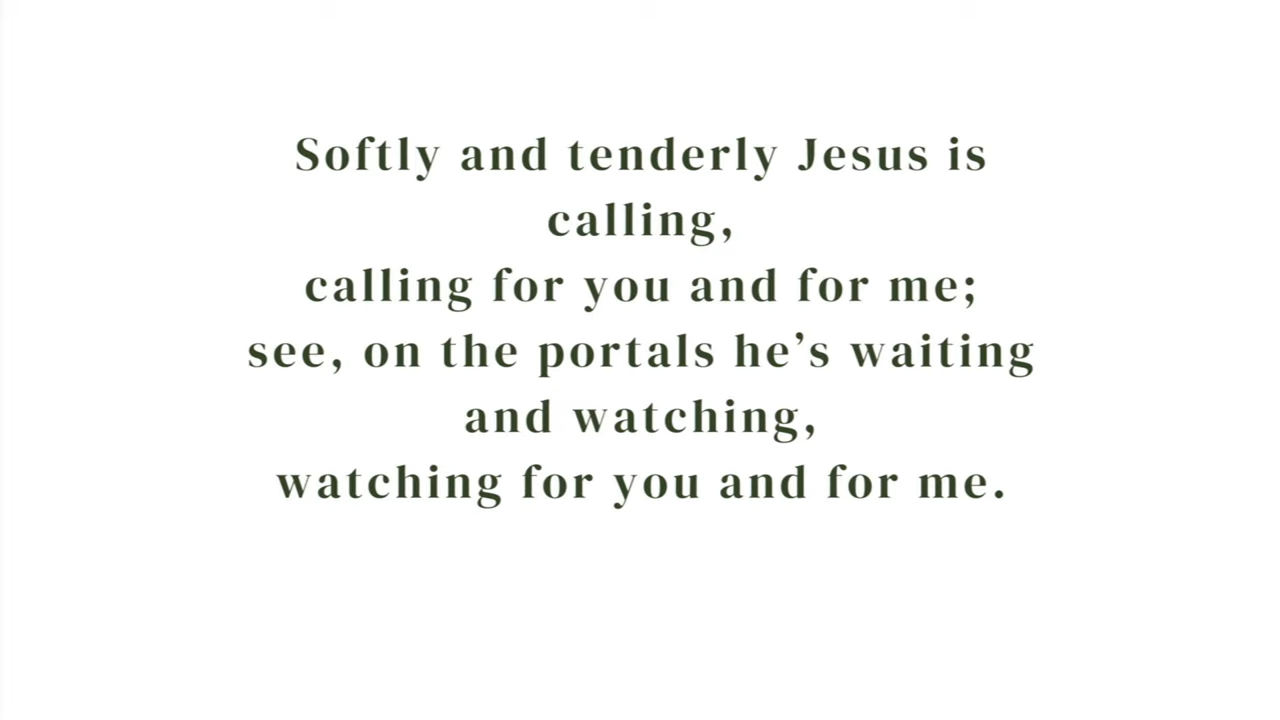 Softly and tenderly Jesus is
calling,
calling for you and for me;
see, on the portals he’s waiting
and watching,
watching for you and for me.